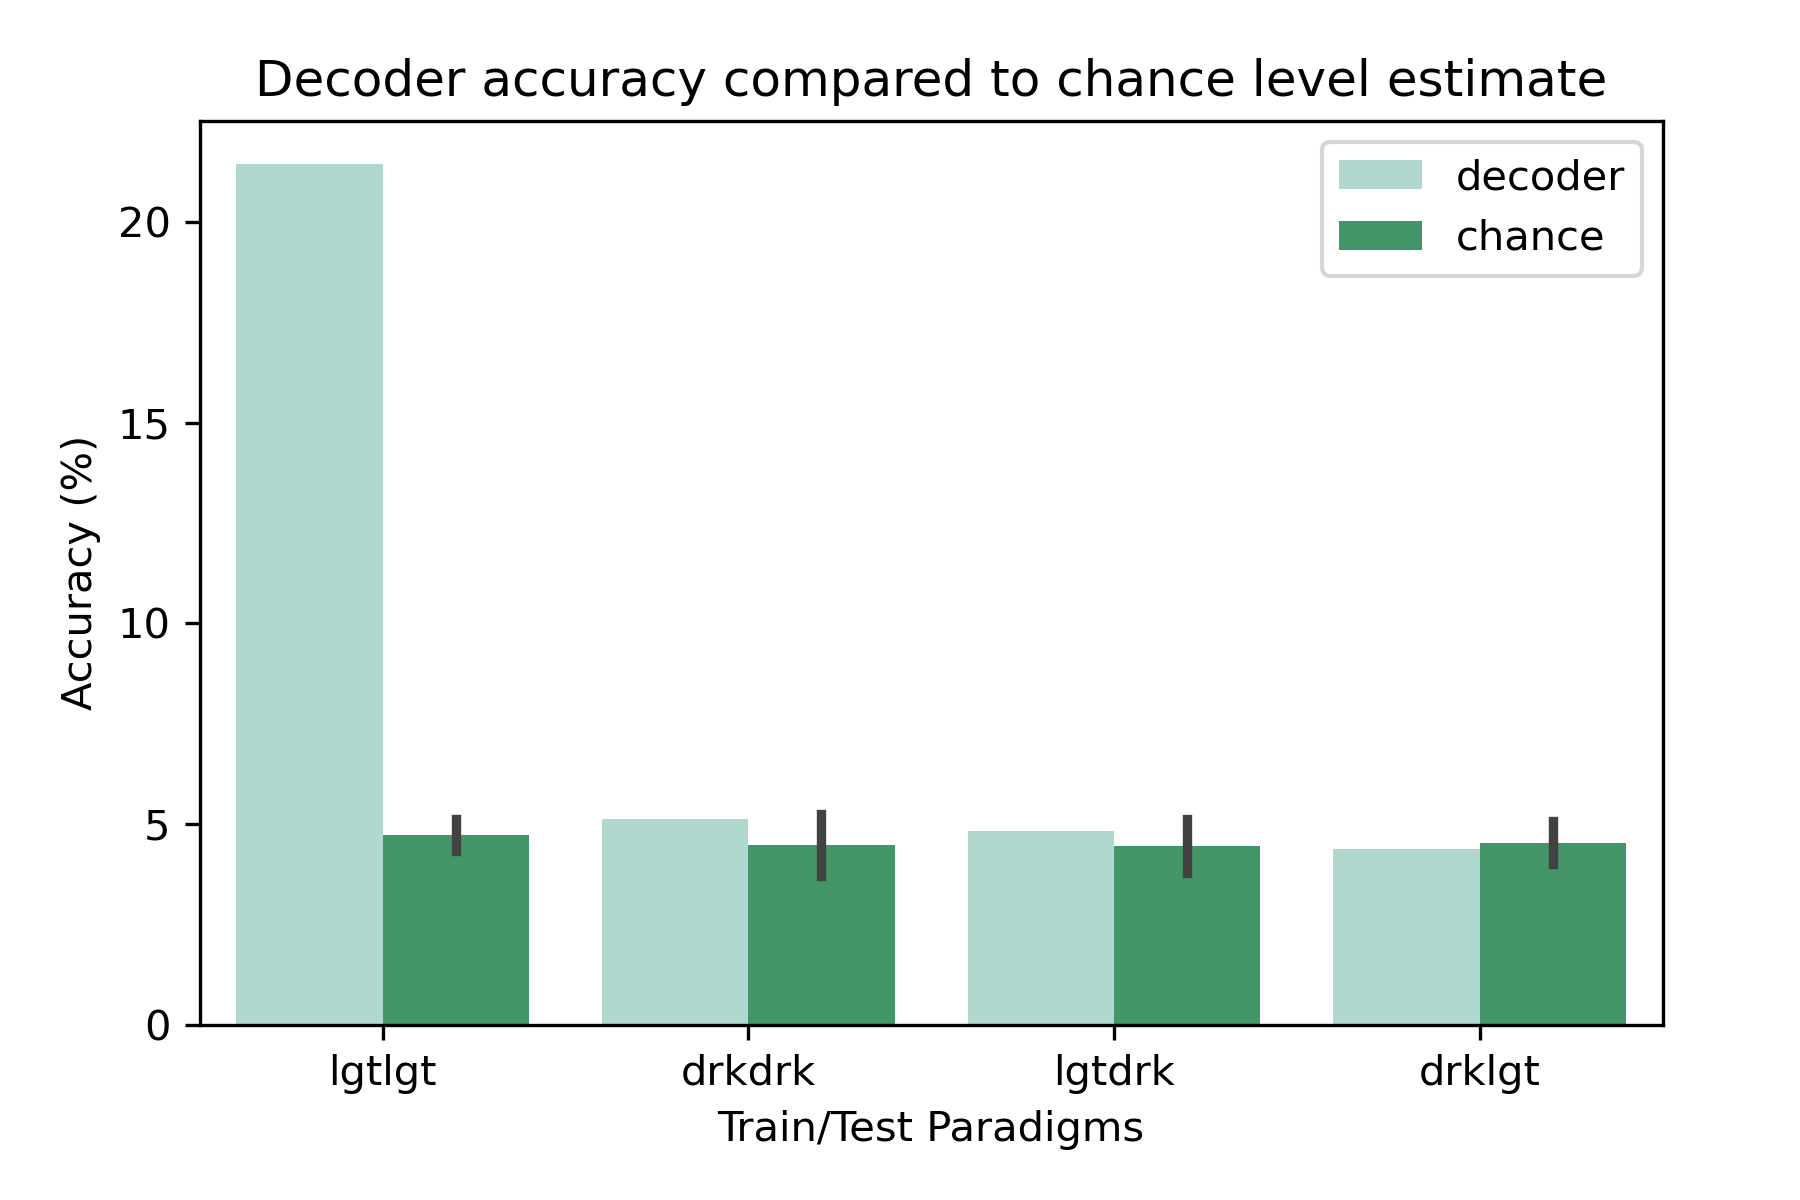 Decoder accuracy compared to chance level estimate
decoder
chance
Accuracy (%)
20
15
10
5
0
lgtlgt drkdrk lgtdrk drklgt
Train/Test Paradigms